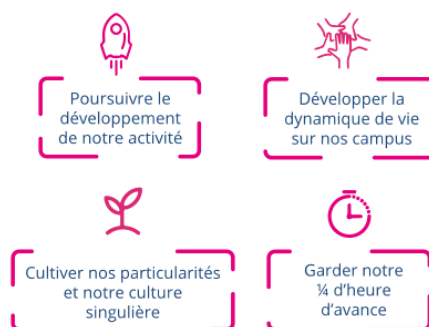 Poursuivre le
développement
de notre activité
Développer la
dynamique de vie
sur nos campus
Cultiver nos particularités
et notre culture
singulière
Garder notre
¼ d'heure
d'avance